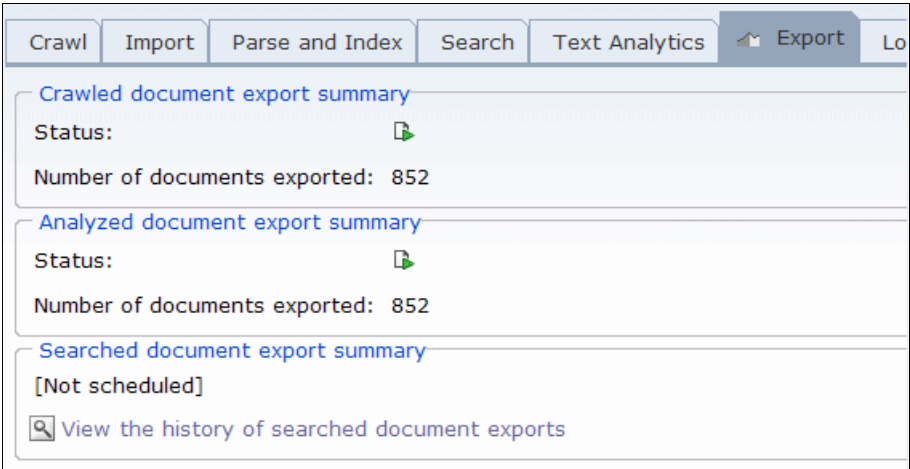 Crawl Import Parse and Index Search Text Analytics Export Lo
Crawled document export summary
Status:
Number of documents exported: 852
Analyzed document export summary
Status:
Number of documents exported: 852
Searched document export summary
[Not scheduled]
View the history of searched document exports